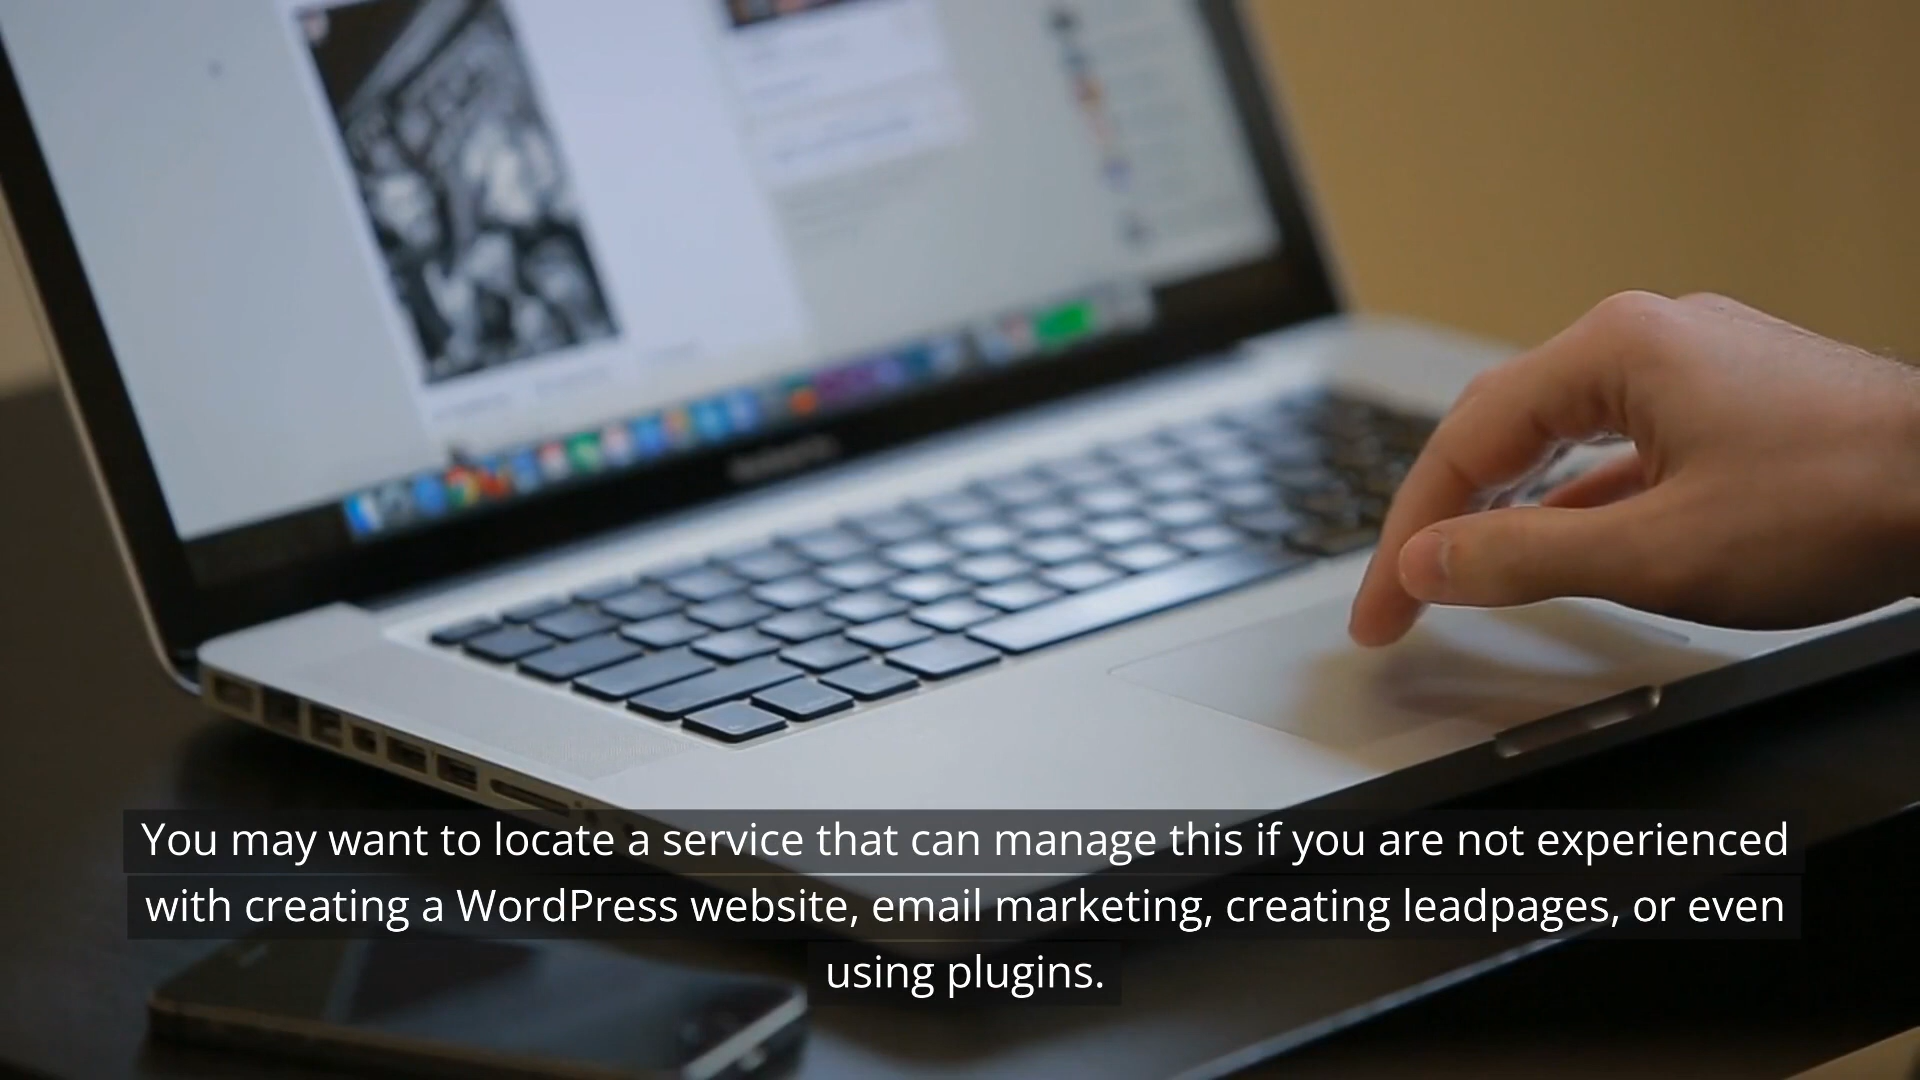 You may want to locate a service that can manage this if you are not experienced
with creating a WordPress website, email marketing, creating leadpages, or even
using plugins.